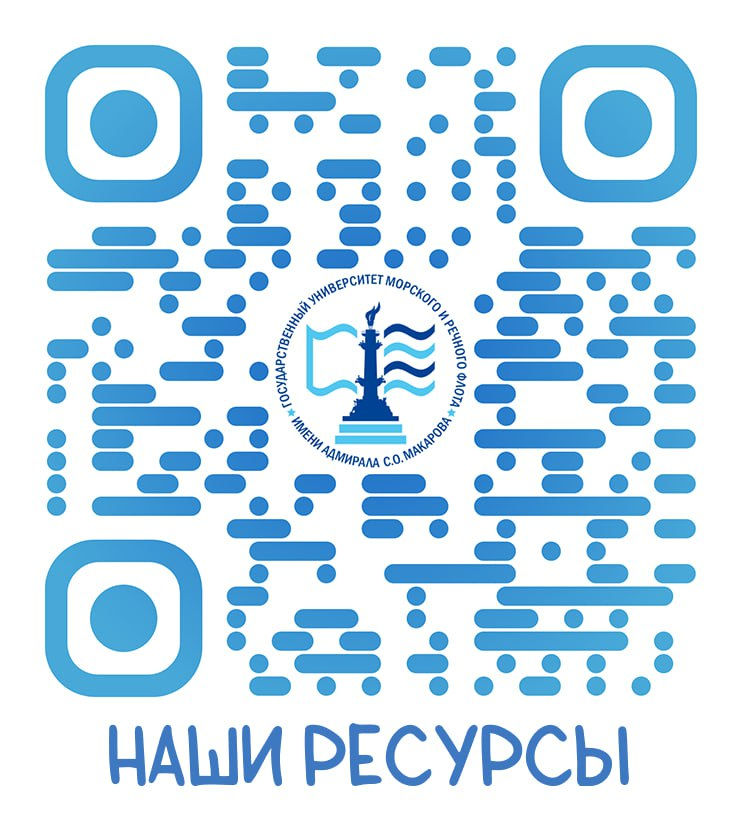 ГОСУДАРСТВЕННЫЙ УНИВЕРСИТЕТ МОРСКОГО И РЕЧНОГО ФЛОТА
ИМЕНИ АДМИРАЛА С.О. МАКАРОВА
НАШИ РЕСУРСЫ